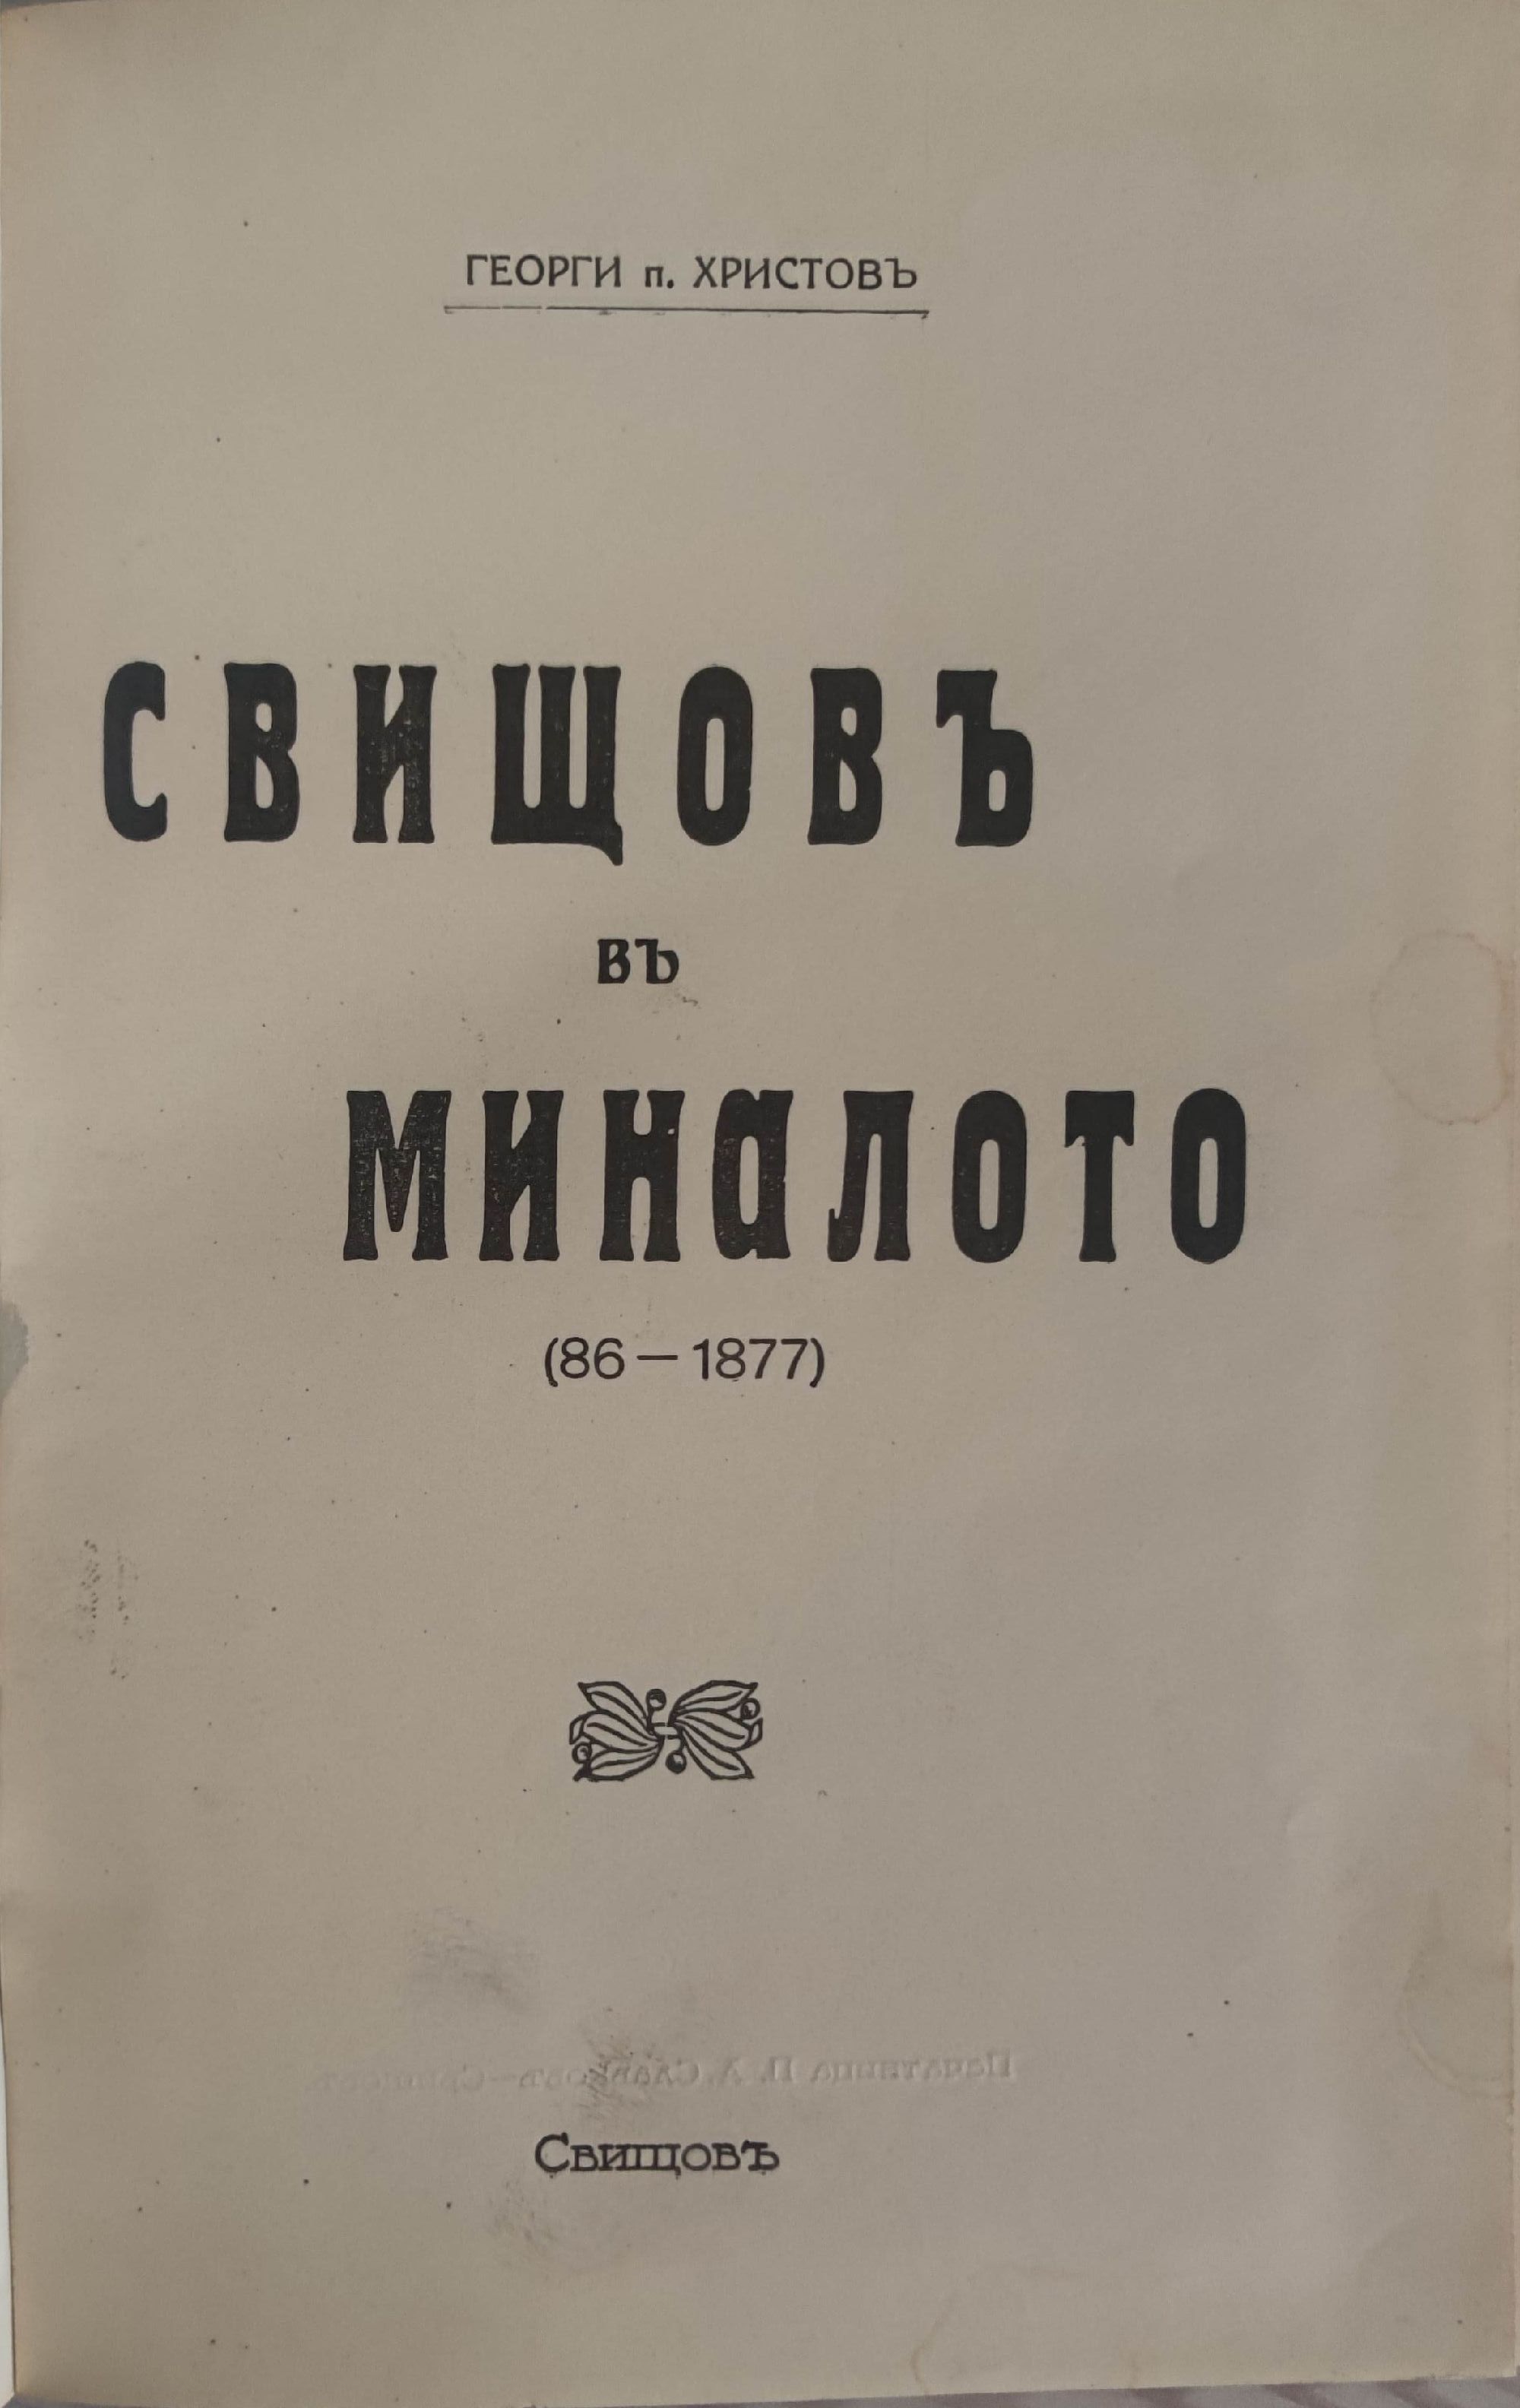 ГЕОРГИ п. ХРИСТОВЪ
СВИЩОВЪ
въ
МИНАЛОТО
(86 — 1877)
Свищовъ